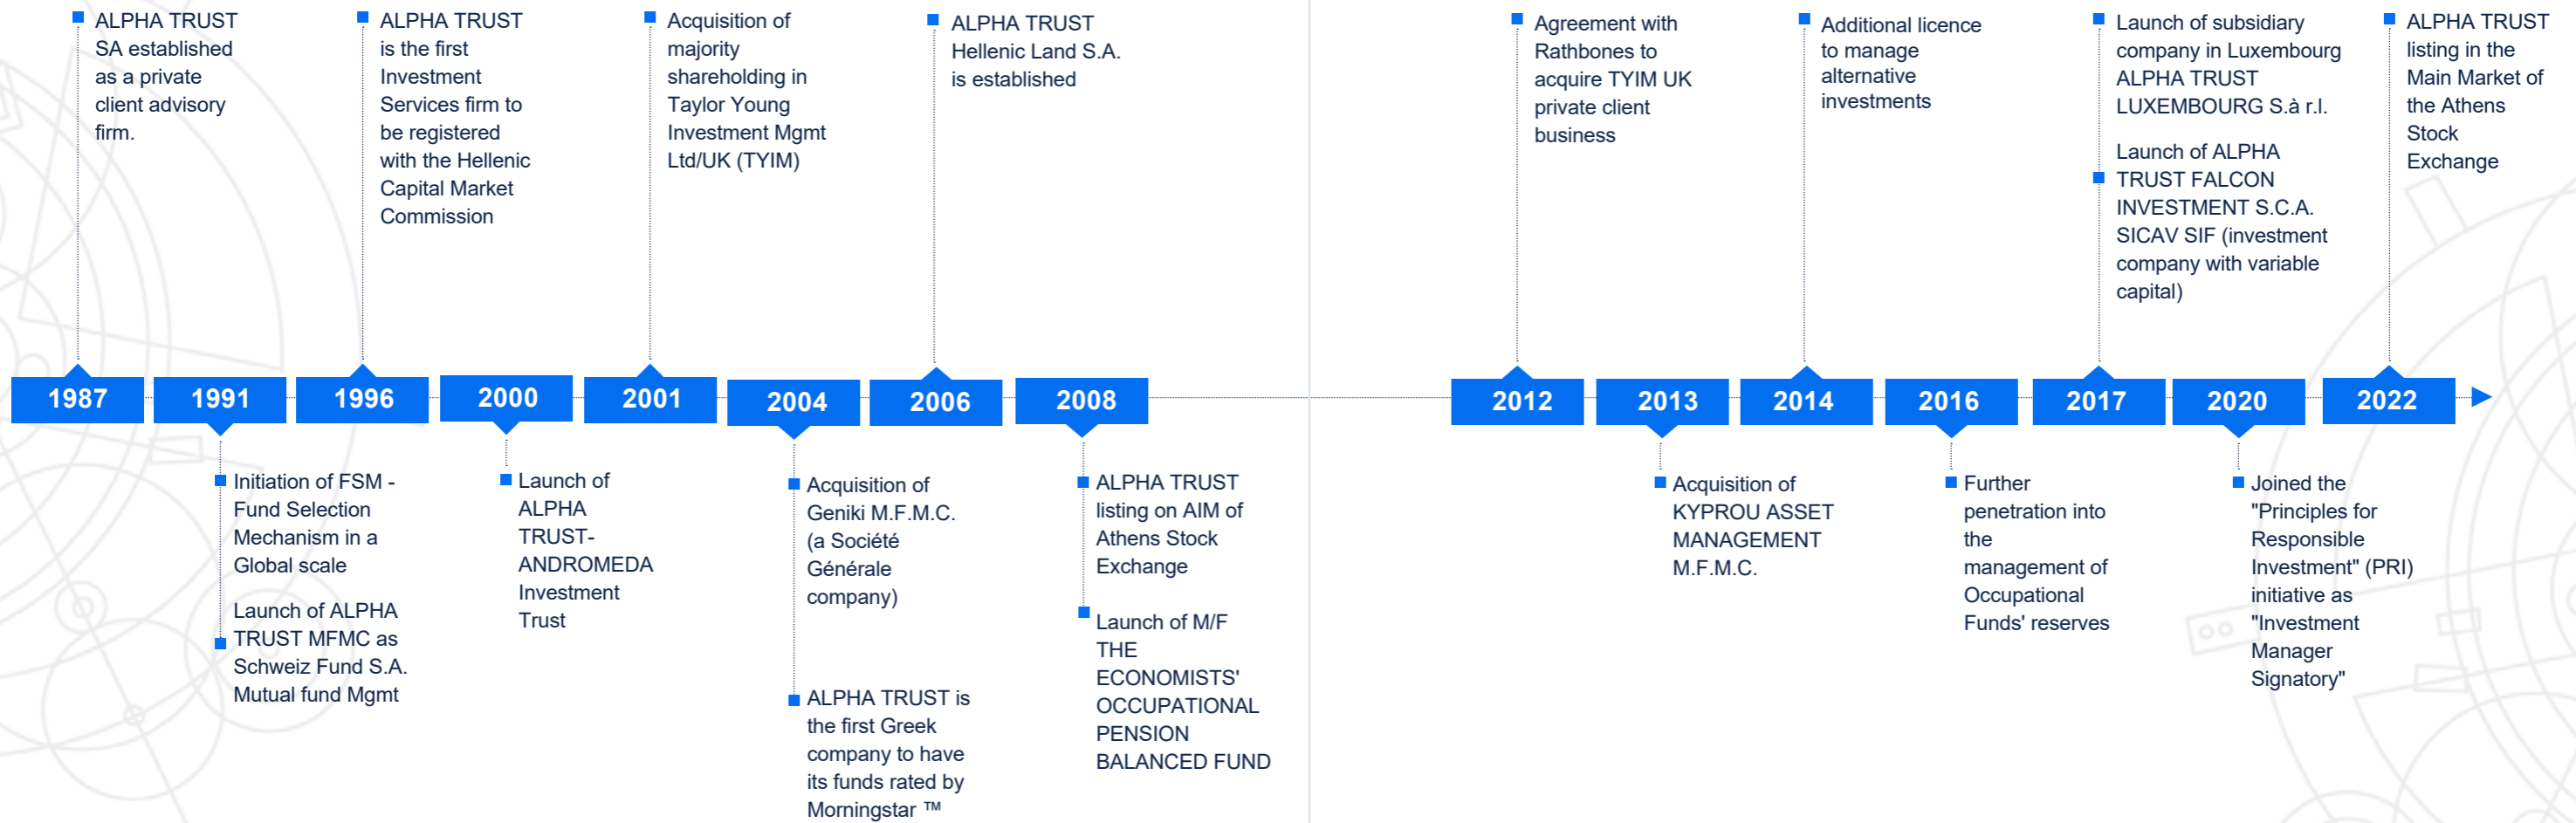 ALPHA TRUST
SA established
as a private
client advisory
firm.
ALPHA TRUST
is the first
Investment
Services firm to
be registered
with the Hellenic
Capital Market
Commission
Acquisition of
majority
shareholding in
Taylor Young
Investment Mgmt
Ltd/UK (TYIM)
ALPHA TRUST
Hellenic Land S.A.
is established
Agreement with
Rathbones to
acquire TYIM UK
private client
business
Additional licence
to manage
alternative
investments
Launch of subsidiary
company in Luxembourg
ALPHA TRUST
LUXEMBOURG S.à r.l.
Launch of ALPHA
TRUST FALCON
INVESTMENT S.C.A.
SICAV SIF (investment
company with variable
capital)
ALPHA TRUST
listing in the
Main Market of
the Athens
Stock
Exchange
1987
1991
1996
2000
2001
2004
2006
2008
2012
2013
2014
2016
2017
2020
2022
Initiation of FSM -
Fund Selection
Mechanism in a
Global scale
Launch of ALPHA
TRUST MFMC as
Schweiz Fund S.A.
Mutual fund Mgmt
Launch of
ALPHA
TRUST-
ANDROMEDA
Investment
Trust
Acquisition of
Geniki M.F.M.C.
(a Société
Générale
company)
ALPHA TRUST is
the first Greek
company to have
its funds rated by
Morningstar ™
ALPHA TRUST
listing on AIM of
Athens Stock
Exchange
Launch of M/F
THE
ECONOMISTS'
OCCUPATIONAL
PENSION
BALANCED FUND
Acquisition of
KYPROU ASSET
MANAGEMENT
M.F.M.C.
Further
penetration into
the
management of
Occupational
Funds' reserves
Joined the
"Principles for
Responsible
Investment" (PRI)
initiative as
"Investment
Manager
Signatory"